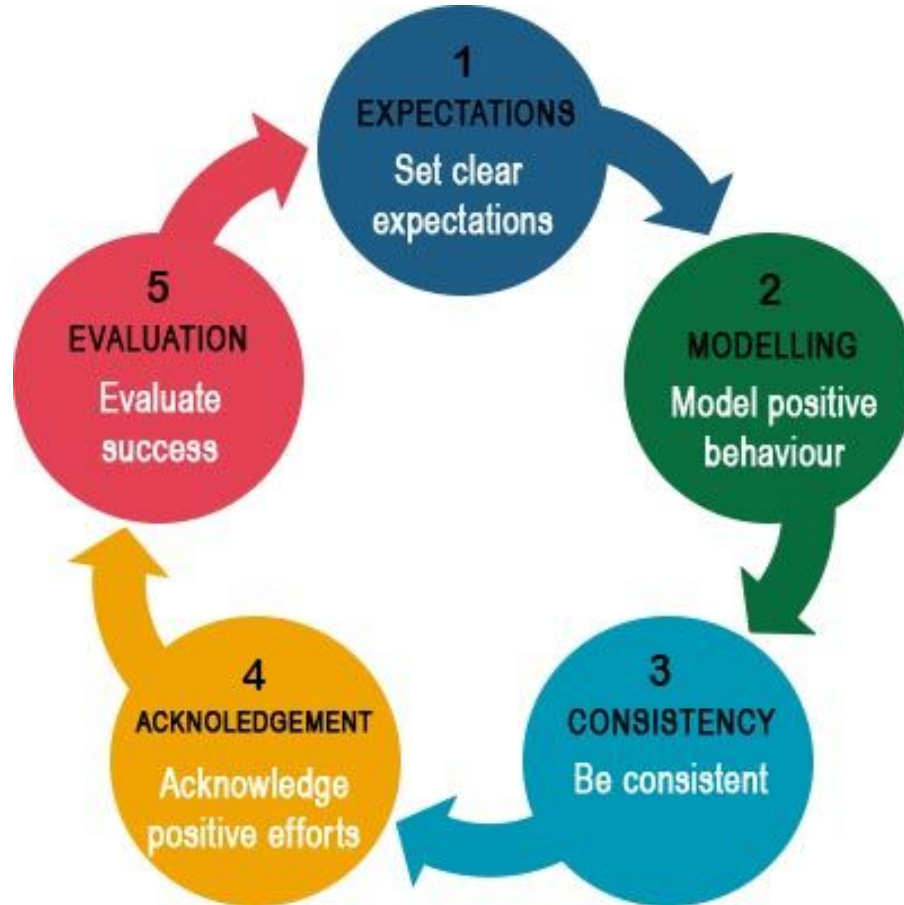 1
EXPECTATIONS
Set clear
expectations
2
MODELLING
Model positive
behaviour
3
CONSISTENCY
Be consistent
4
ACKNOLEDGEMENT
Acknowledge
positive efforts
5
EVALUATION
Evaluate
success